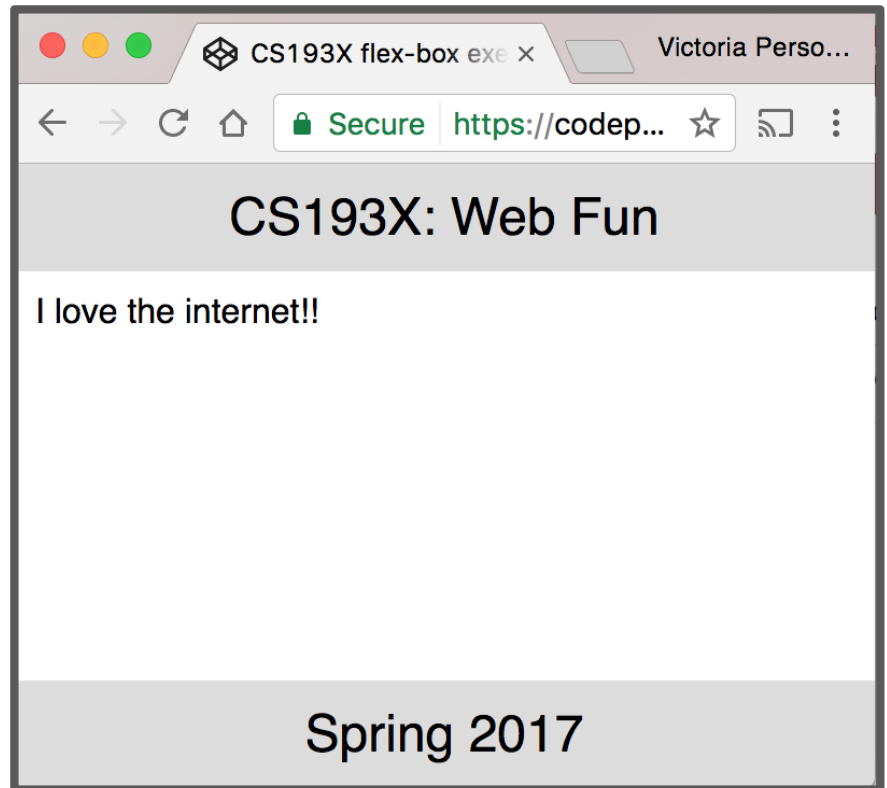 CS193X flex-box exe
Victoria Perso...
Secure https://codep...
CS193X: Web Fun
I love the internet!!
Spring 2017